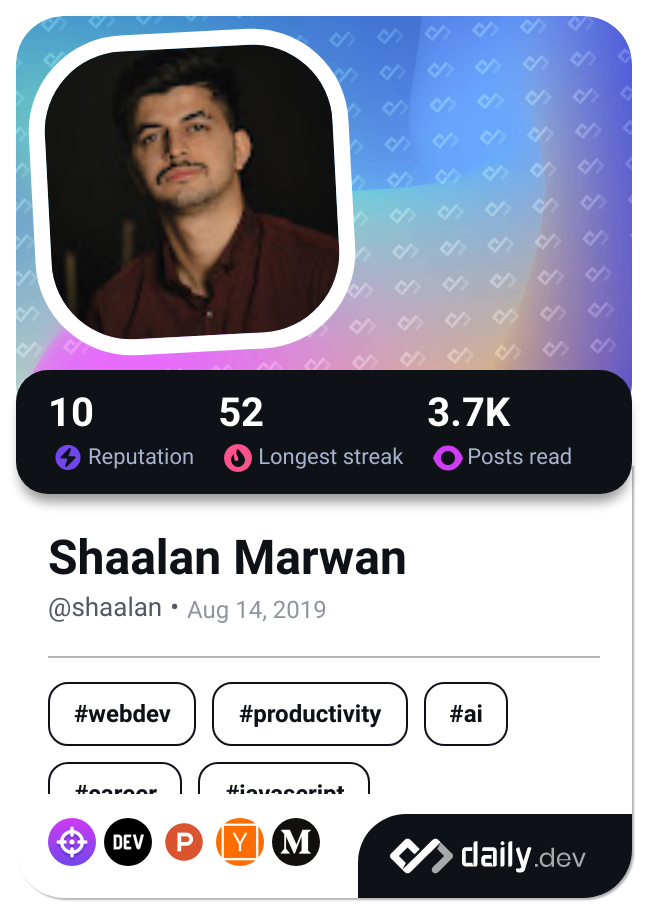 10 52 3.7K
Reputation Longest streak Posts read
Shaalan Marwan
@shaalan • Aug 14, 2019
#webdev #productivity #ai
#career #javascript
DEV P Y M daily.dev